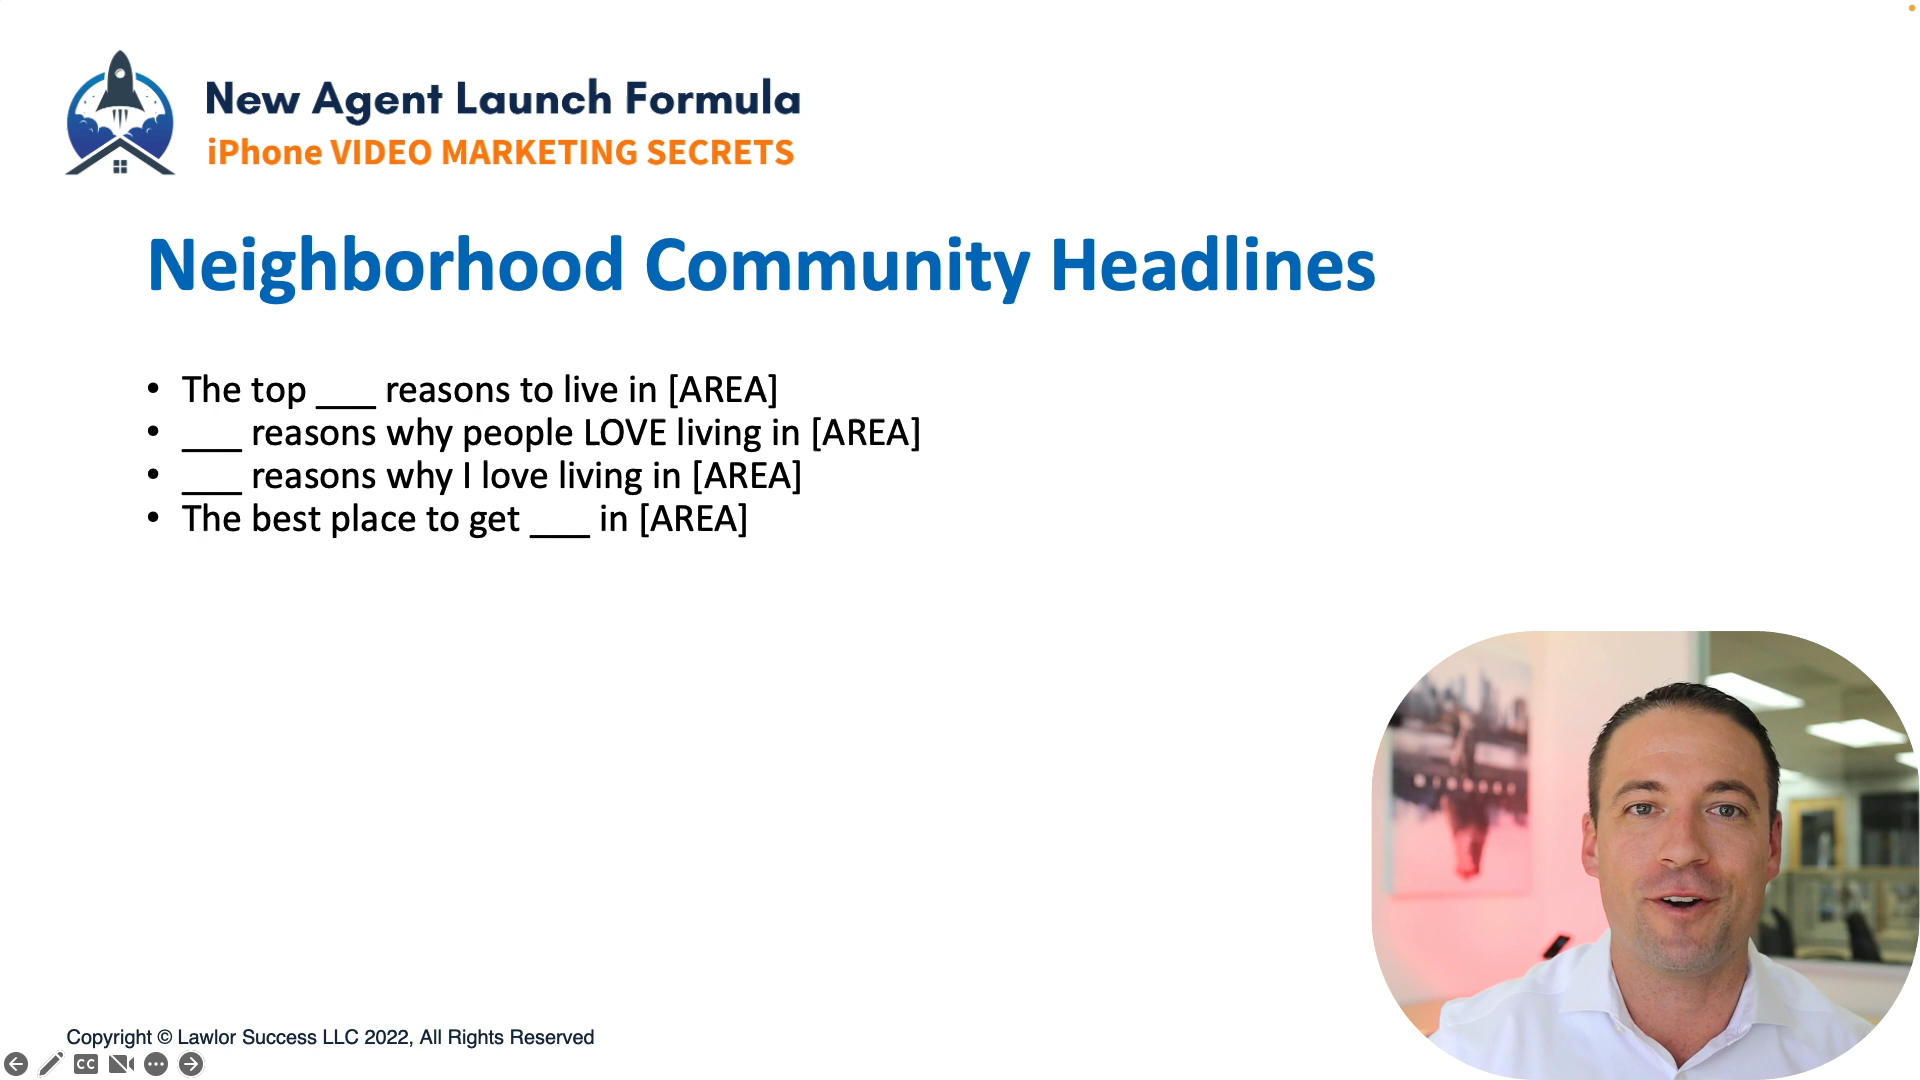 New Agent Launch Formula
iPhone VIDEO MARKETING SECRETS
Neighborhood Community Headlines
• The top ___ reasons to live in [AREA]
• ___ reasons why people LOVE living in [AREA]
• ___ reasons why I love living in [AREA]
• The best place to get ___ in [AREA]
Copyright © Lawlor Success LLC 2022, All Rights Reserved
CC